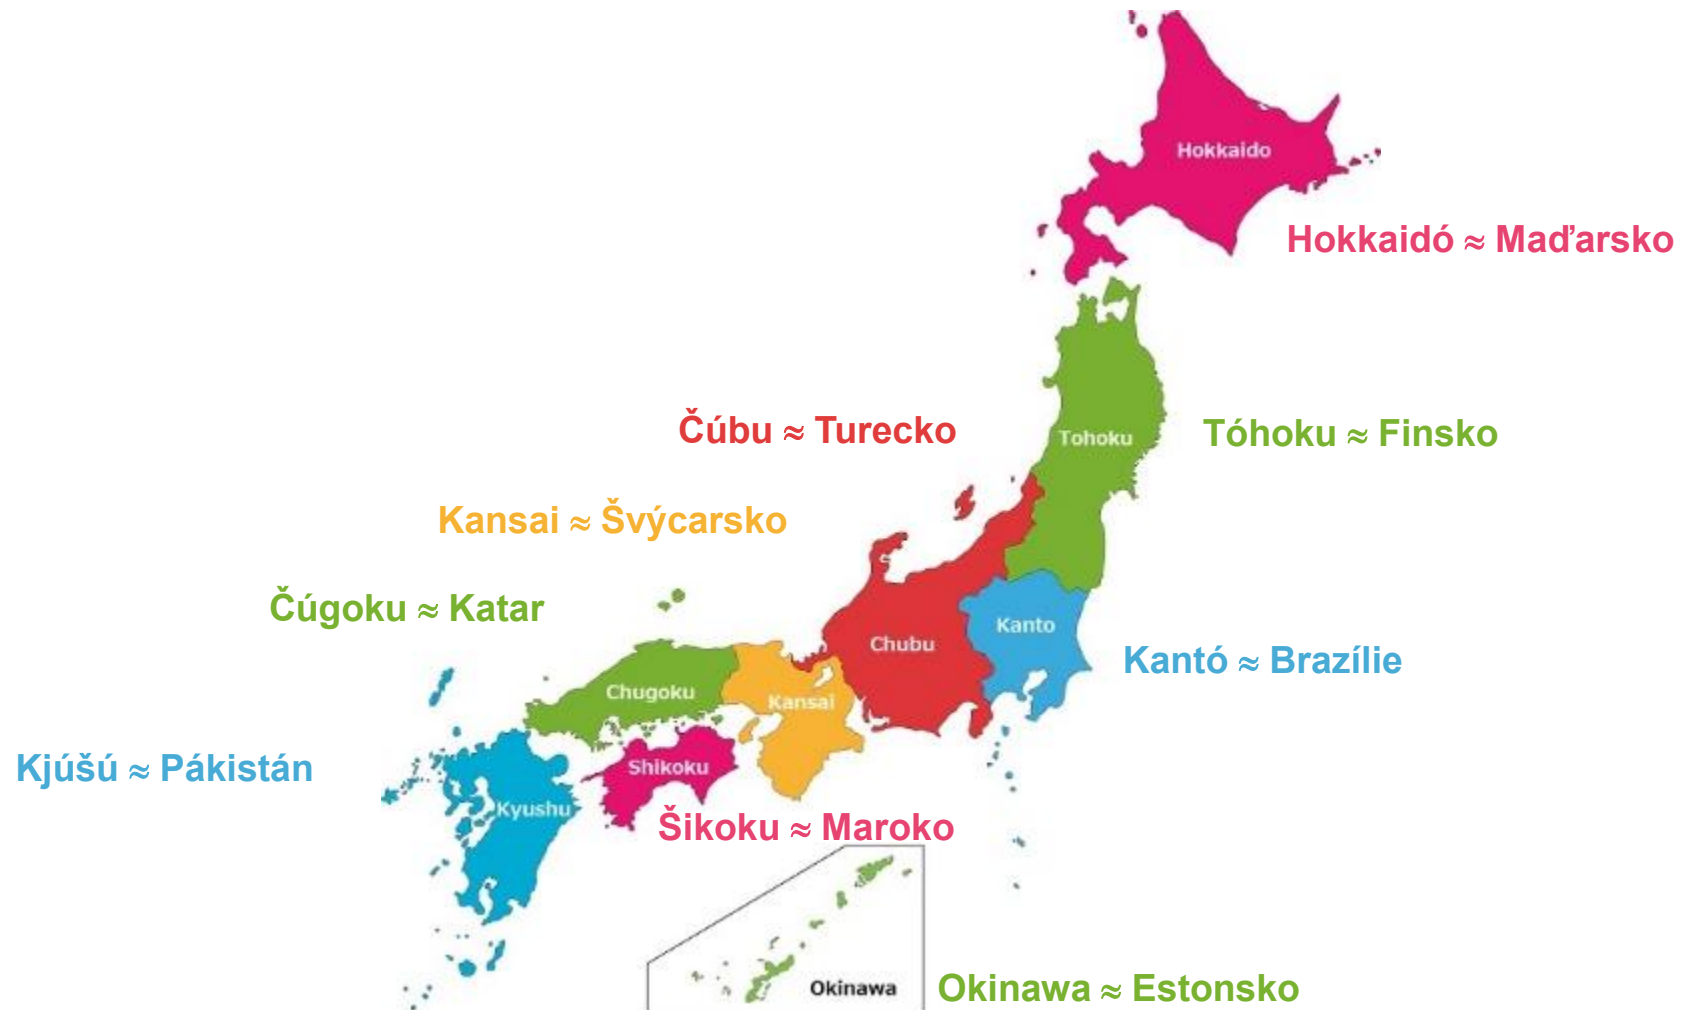 Hokkaido
Hokkaidó ≈ Maďarsko
Čúbu ≈ Turecko
Tohoku
Tóhoku ≈ Finsko
Kansai ≈ Švýcarsko
Čúgoku ≈ Katar
Kanto
Chubu
Kantó ≈ Brazílie
Chugoku
Kansai
Kjúšú ≈ Pákistán
Shikoku
Kyushu
Šikoku ≈ Maroko
Okinawa
Okinawa ≈ Estonsko